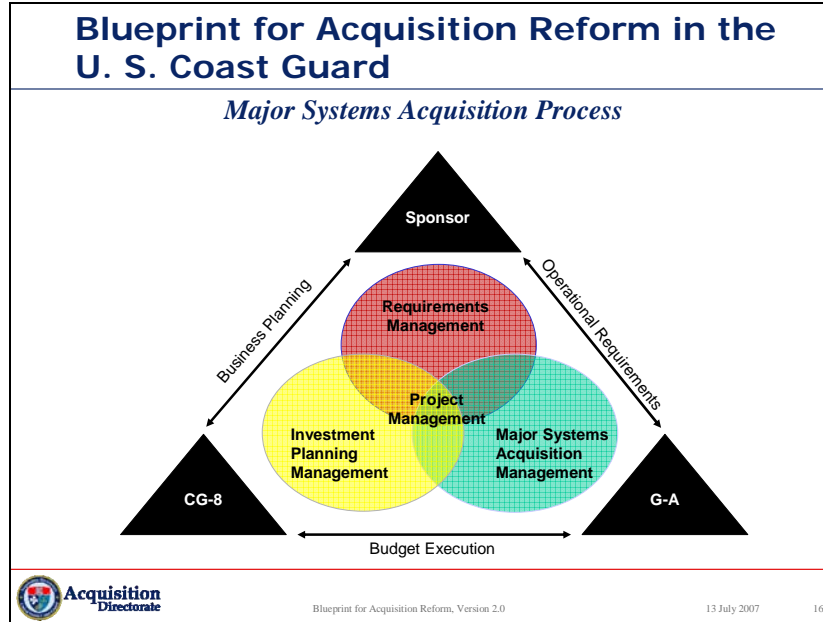 Blueprint for Acquisition Reform in the
U. S. Coast Guard
Major Systems Acquisition Process
Sponsor
Business Planning
Operational Requirements
Requirements
Management
Project
Management
Investment
Planning
Management
Major Systems
Acquisition
Management
CG-8
G-A
Budget Execution
Acquisition
Directorate
Blueprint for Acquisition Reform, Version 2.0
13 July 2007
16